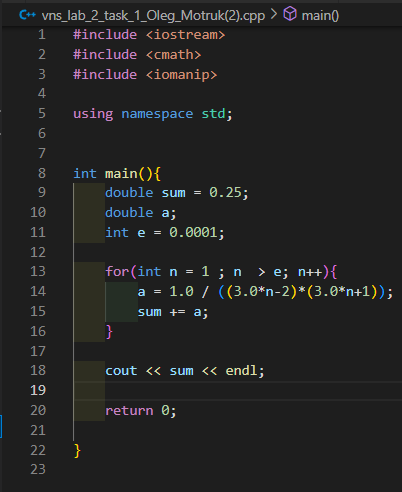 vns_lab_2_task_1_Oleg_Motruk(2).cpp > main()
1 #include <iostream>
2 #include <cmath>
3 #include <iomanip>
4
5 using namespace std;
6
7
8 int main(){
9 double sum = 0.25;
10 double a;
11 int e = 0.0001;
12
13 for(int n = 1 ; n  > e; n++){
14 a = 1.0 / ((3.0*n-2)*(3.0*n+1));
15 sum += a;
16 }
17
18 cout << sum << endl;
19
20 return 0;
21
22 }
23